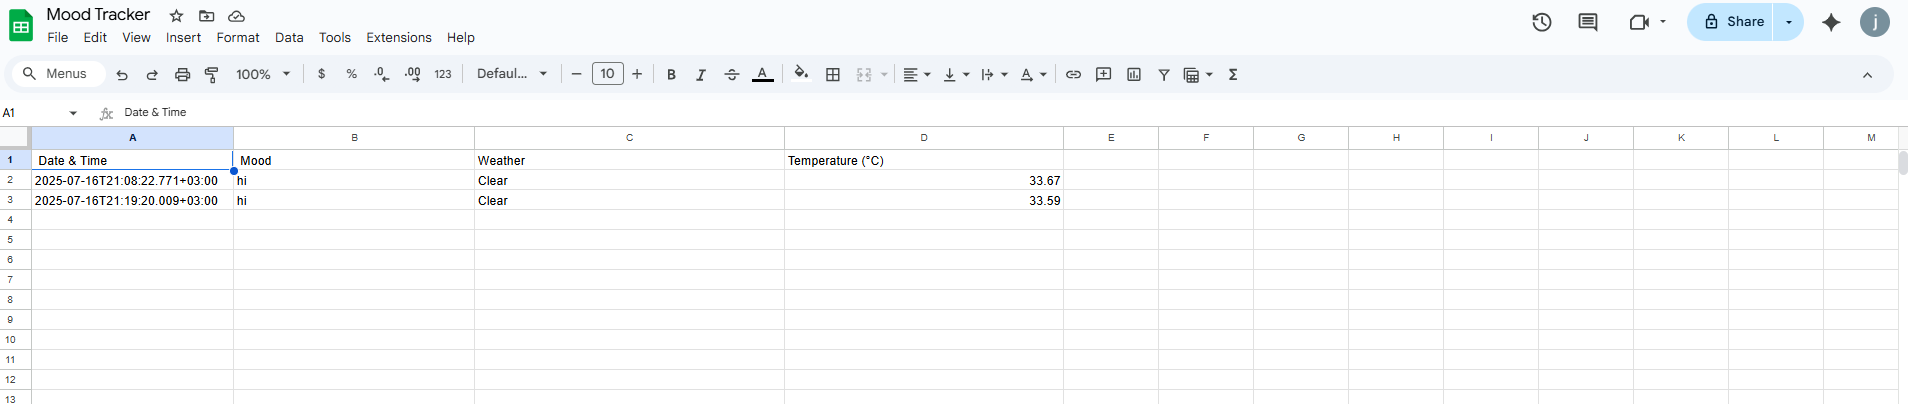 Mood Tracker
File Edit View Insert Format Data Tools Extensions Help
Share
j
Menus 100% $ % .0 .00 123 Defaul... 10 B I A
A1 fx Date & Time
A B C D E F G H I J K L M
1 Date & Time Mood Weather Temperature (°C)
2 2025-07-16T21:08:22.771+03:00 hi Clear 33.67
3 2025-07-16T21:19:20.009+03:00 hi Clear 33.59
4
5
6
7
8
9
10
11
12
13